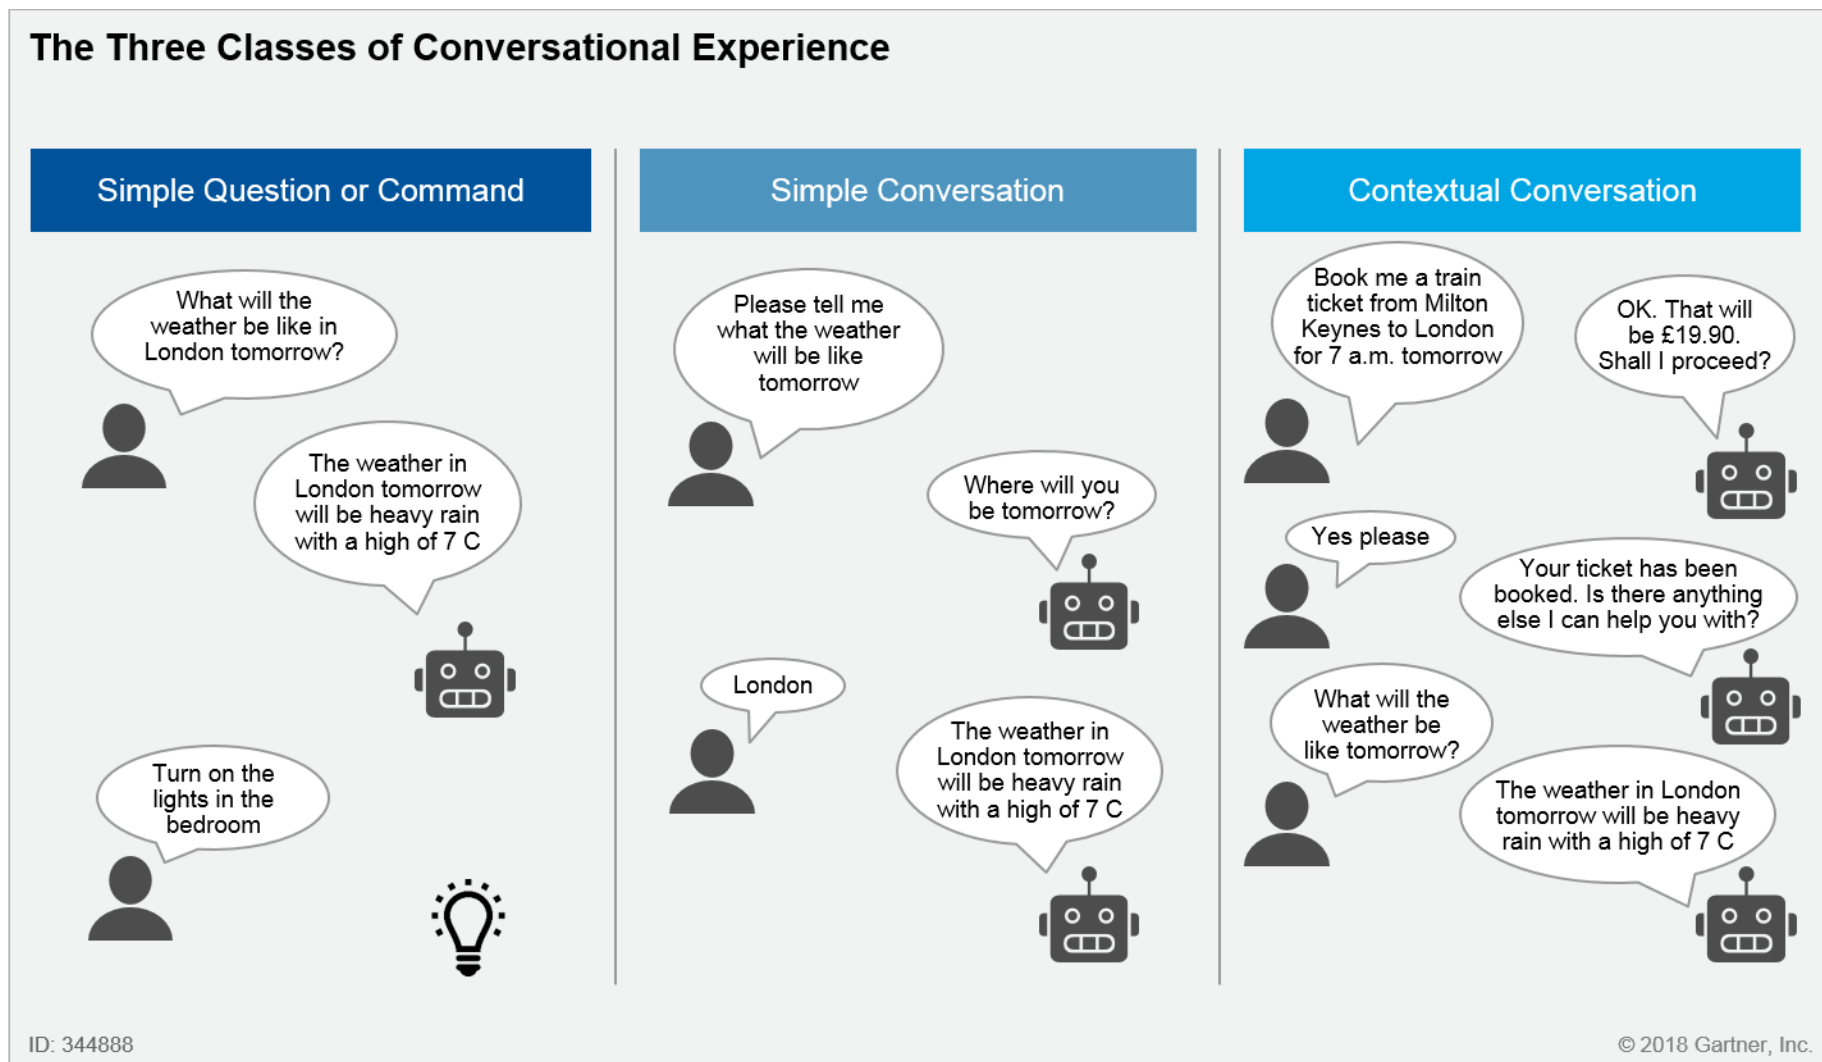 The Three Classes of Conversational Experience
Simple Question or Command
What will the
weather be like in
London tomorrow?
The weather in
London tomorrow
will be heavy rain
with a high of 7 C
Turn on the
lights in the
bedroom
Simple Conversation
Please tell me
what the weather
will be like
tomorrow
Where will you
be tomorrow?
London
The weather in
London tomorrow
will be heavy rain
with a high of 7 C
Contextual Conversation
Book me a train
ticket from Milton
Keynes to London
for 7 a.m. tomorrow
OK. That will
be £19.90.
Shall I proceed?
Yes please
Your ticket has been
booked. Is there anything
else I can help you with?
What will the
weather be
like tomorrow?
The weather in London
tomorrow will be heavy
rain with a high of 7 C
ID: 344888
© 2018 Gartner, Inc.